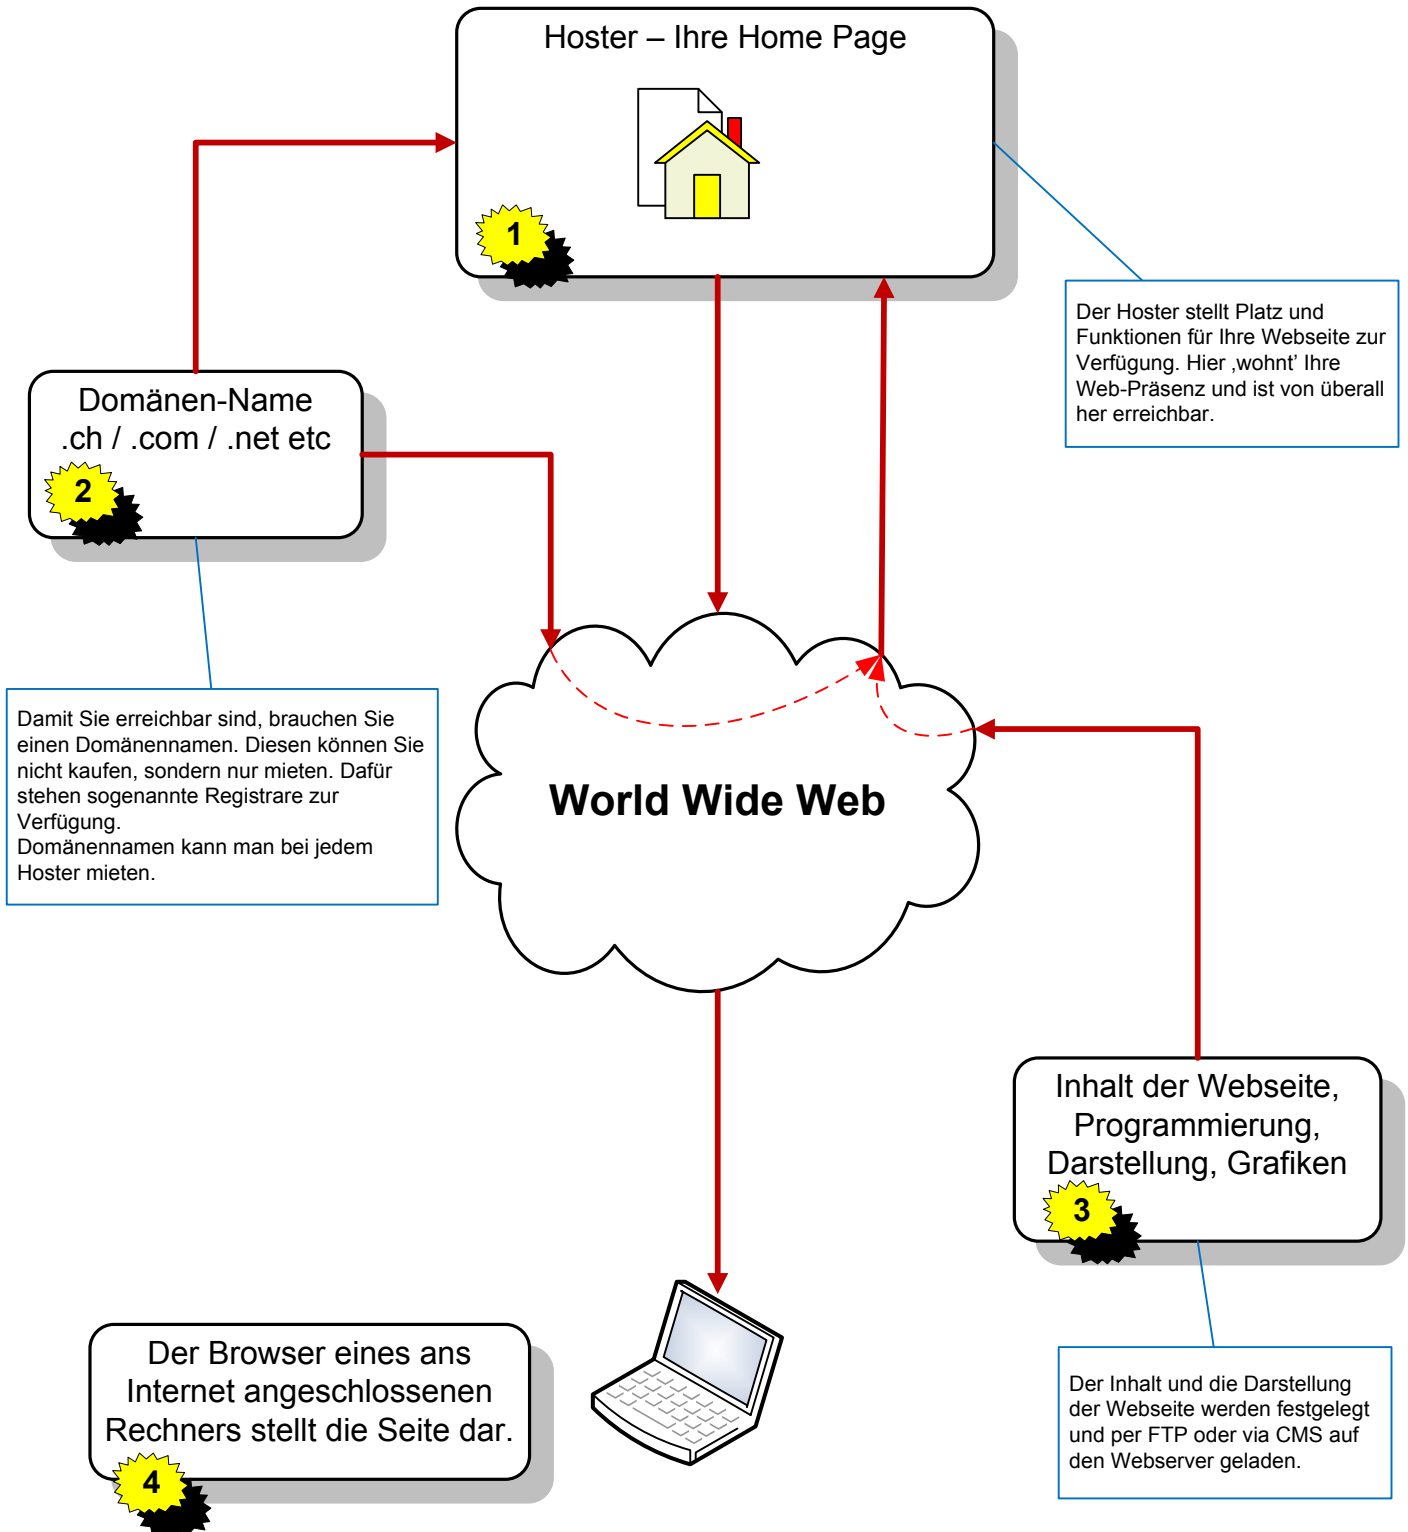 Hoster – Ihre Home Page
1
Der Hoster stellt Platz und
Funktionen für Ihre Webseite zur
Verfügung. Hier ‚wohnt’ Ihre
Web-Präsenz und ist von überall
her erreichbar.
Domänen-Name
.ch / .com / .net etc
2
Damit Sie erreichbar sind, brauchen Sie
einen Domänennamen. Diesen können Sie
nicht kaufen, sondern nur mieten. Dafür
stehen sogenannte Registrare zur
Verfügung.
Domänennamen kann man bei jedem
Hoster mieten.
World Wide Web
Inhalt der Webseite,
Programmierung,
Darstellung, Grafiken
3
Der Inhalt und die Darstellung
der Webseite werden festgelegt
und per FTP oder via CMS auf
den Webserver geladen.
Der Browser eines ans
Internet angeschlossenen
Rechners stellt die Seite dar.
4